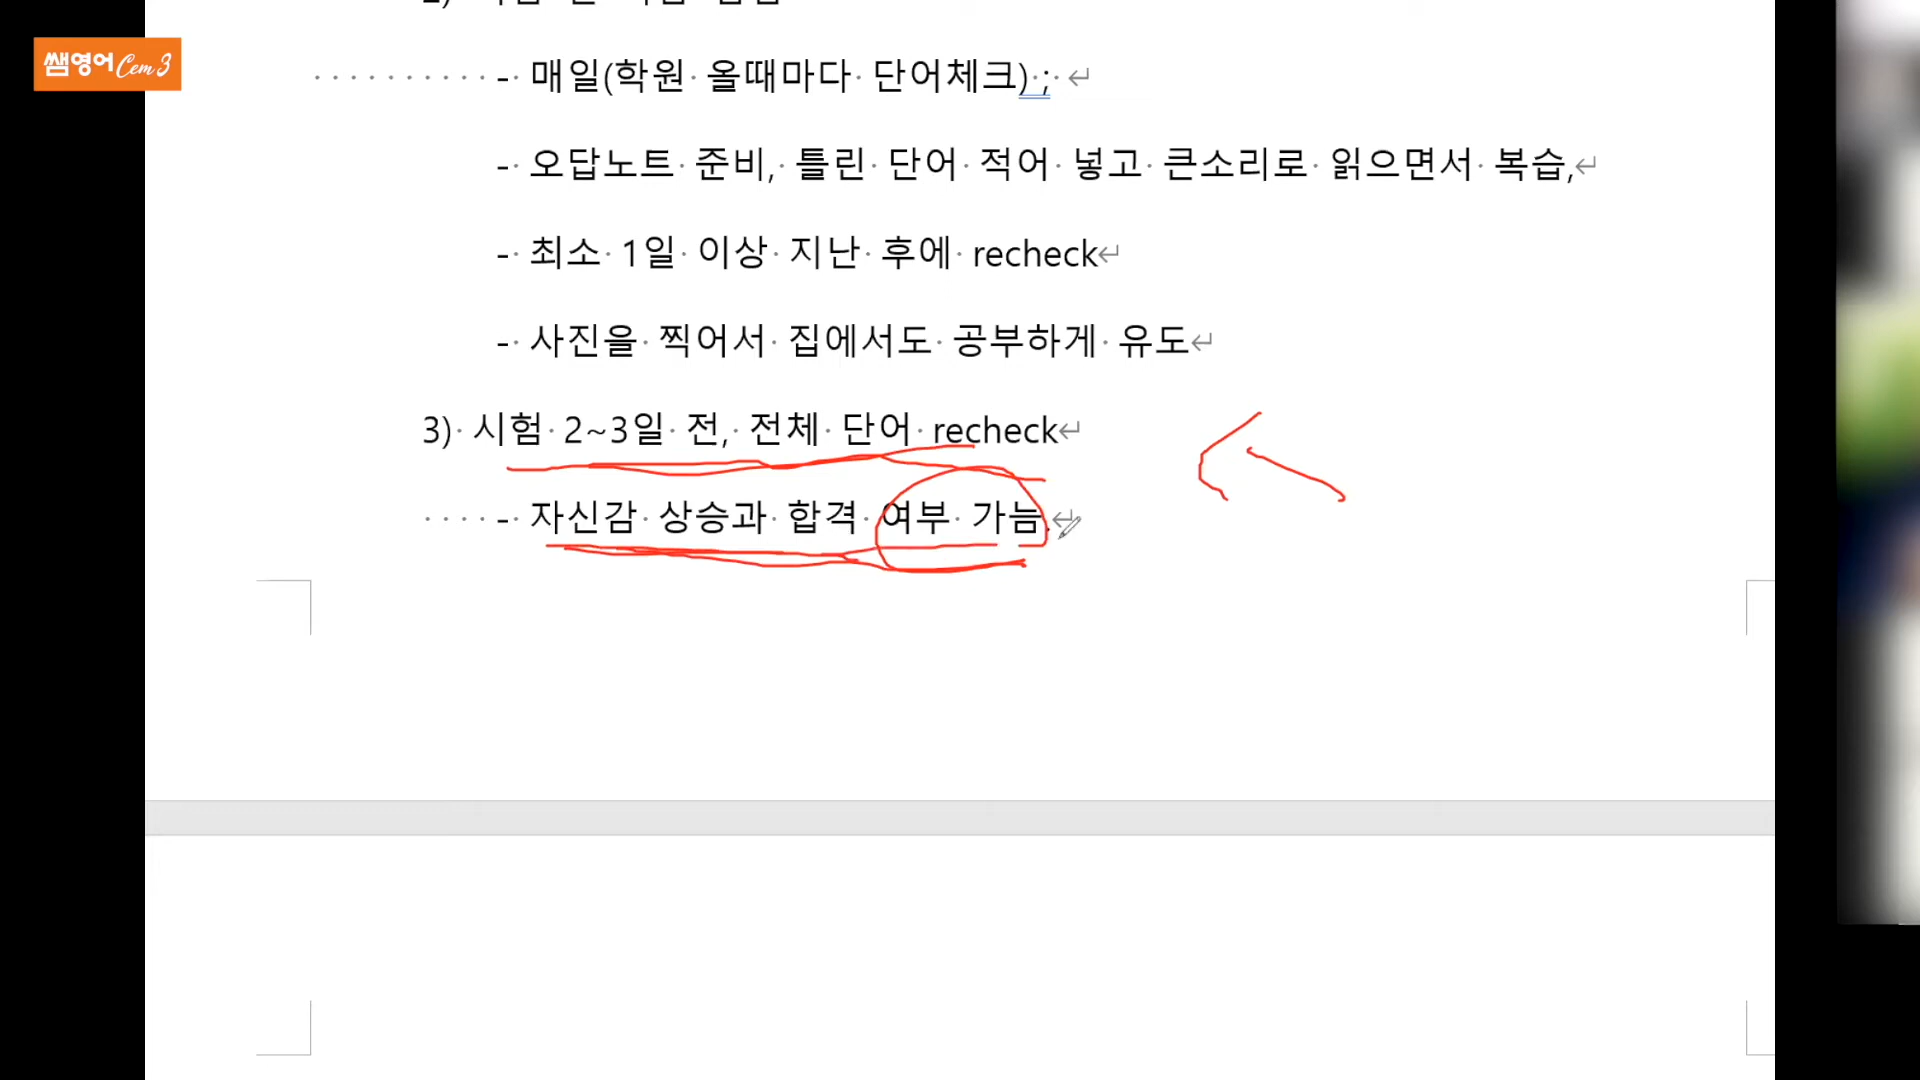 쌤영어 Cem 3
- 매일(학원 올때마다 단어체크) ;
- 오답노트 준비, 틀린 단어 적어 넣고 큰소리로 읽으면서 복습,
- 최소 1일 이상 지난 후에 recheck
- 사진을 찍어서 집에서도 공부하게 유도
3) 시험 2~3일 전, 전체 단어 recheck
- 자신감 상승과 합격 여부 가늠.